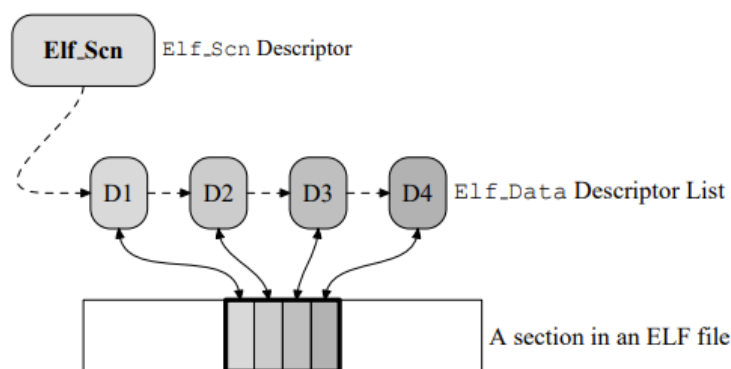 Elf_Scn Elf_Scn Descriptor
D1 D2 D3 D4 Elf_Data Descriptor List
A section in an ELF file